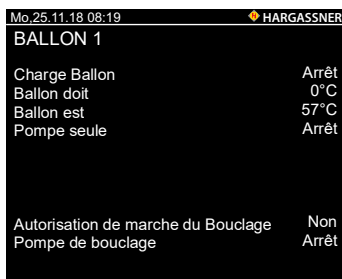 Mo,25.11.18 08:19 HARGASSNER
BALLON 1
Charge Ballon Arrêt
Ballon doit 0°C
Ballon est 57°C
Pompe seule Arrêt
Autorisation de marche du Bouclage Non
Pompe de bouclage Arrêt